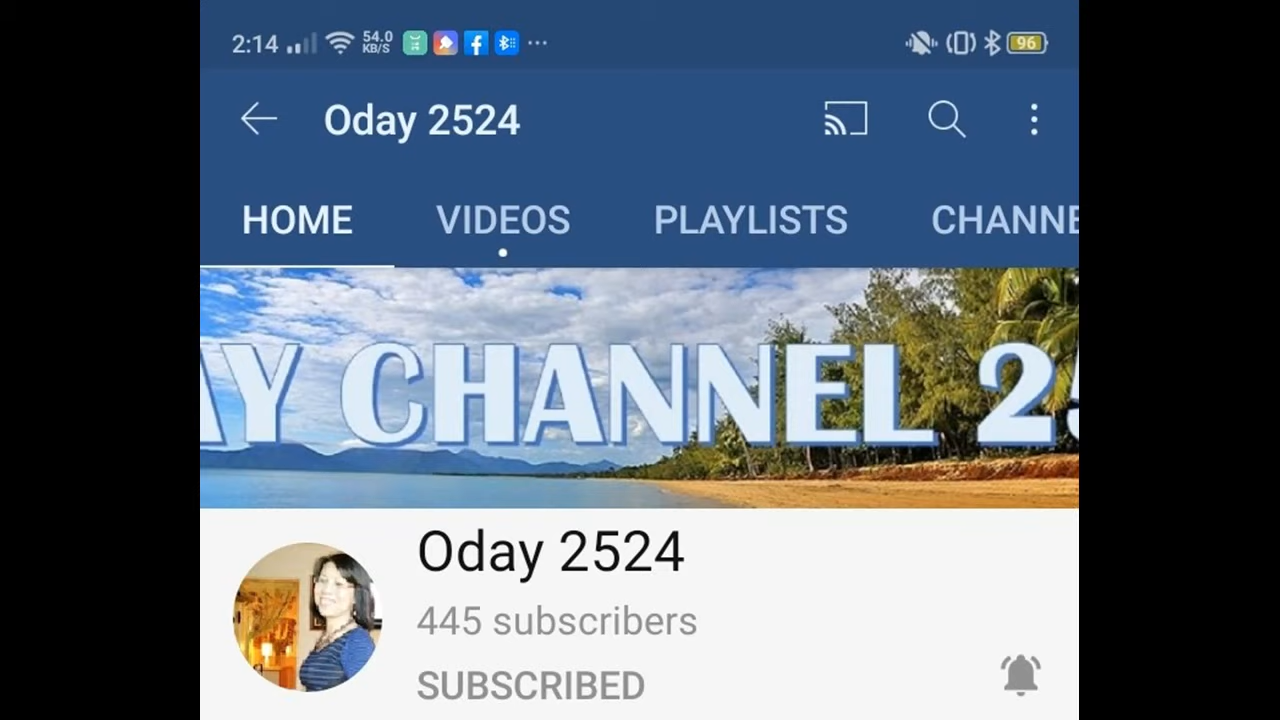 2:14 54.0 KB/S 96
Oday 2524
HOME VIDEOS PLAYLISTS CHANNE
AY CHANNEL 25
Oday 2524
445 subscribers
SUBSCRIBED